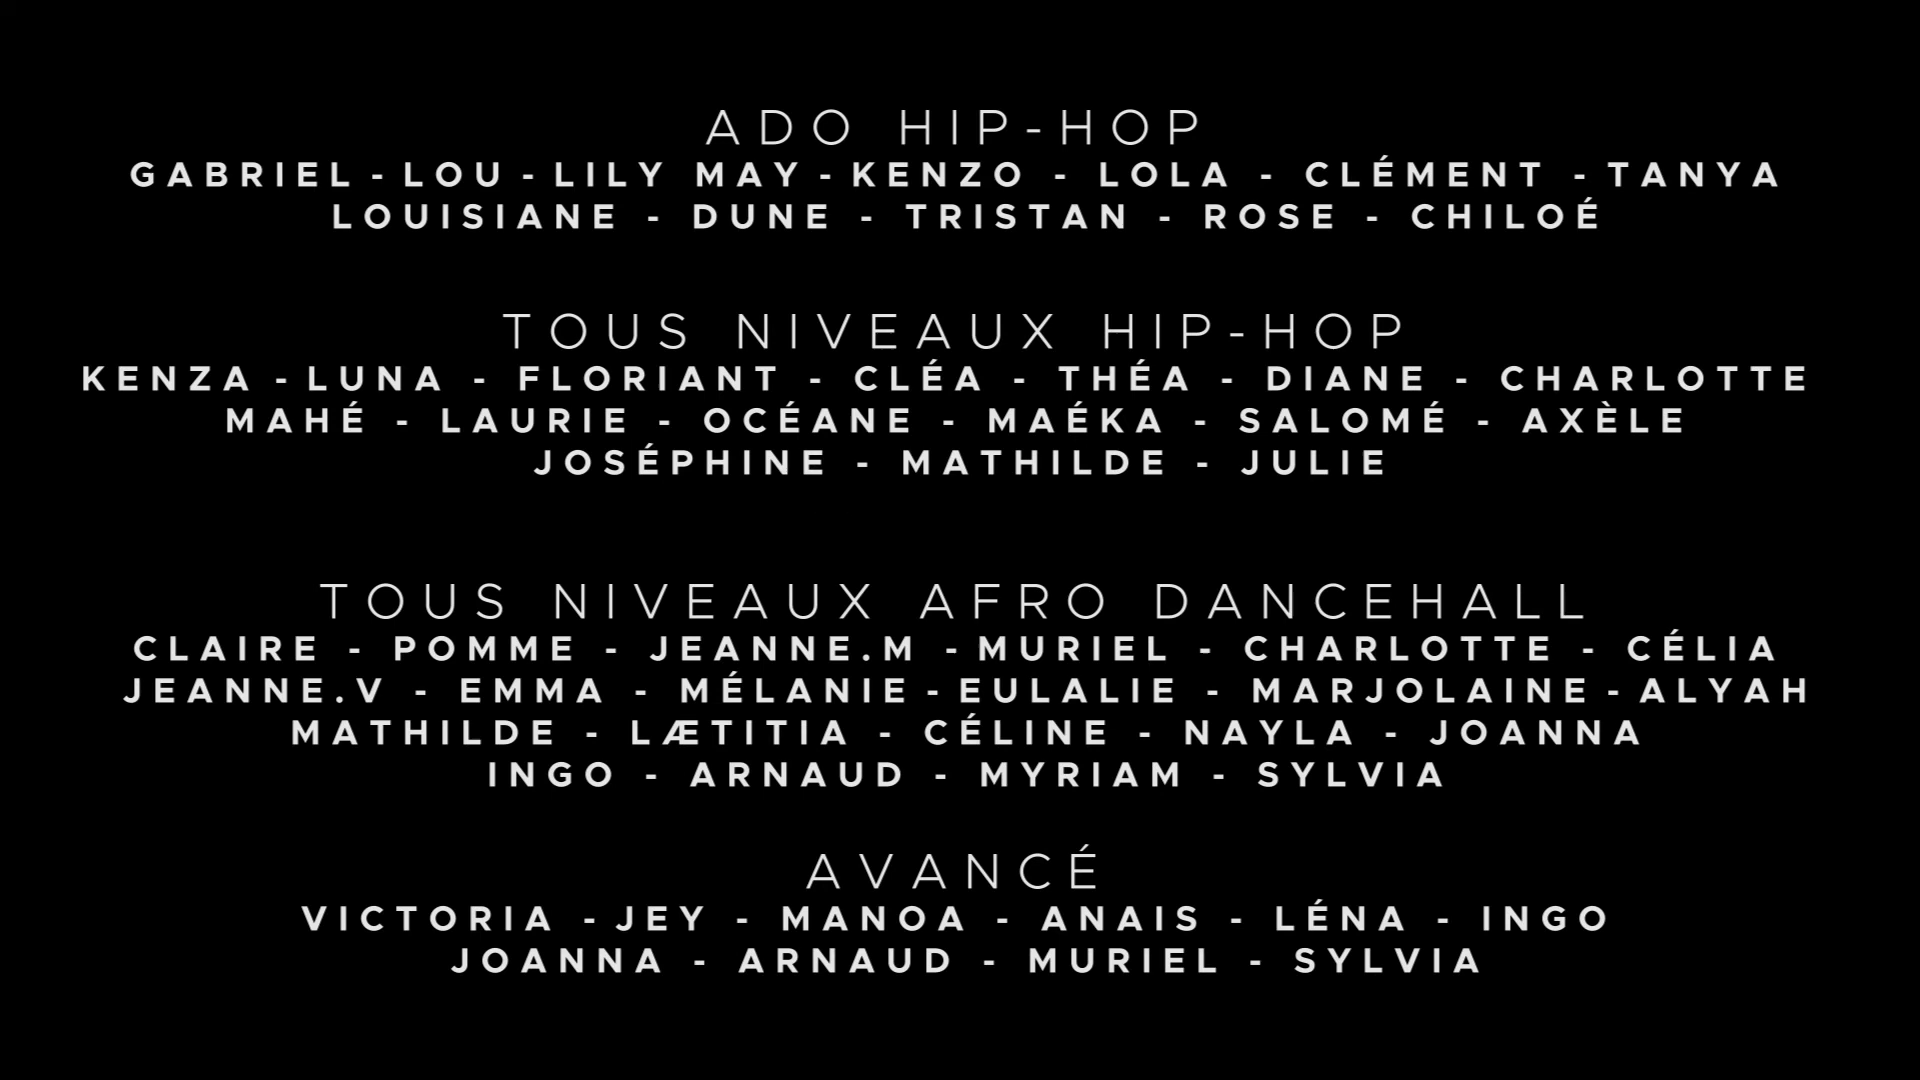 ADO HIP-HOP
GABRIEL - LOU - LILY MAY - KENZO - LOLA - CLÉMENT - TANYA
LOUISIANE - DUNE - TRISTAN - ROSE - CHILOÉ
TOUS NIVEAUX HIP-HOP
KENZA - LUNA - FLORIANT - CLÉA - THÉA - DIANE - CHARLOTTE
MAHÉ - LAURIE - OCÉANE - MAÉKA - SALOMÉ - AXÈLE
JOSÉPHINE - MATHILDE - JULIE
TOUS NIVEAUX AFRO DANCEHALL
CLAIRE - POMME - JEANNE.M - MURIEL - CHARLOTTE - CÉLIA
JEANNE.V - EMMA - MÉLANIE - EULALIE - MARJOLAINE - ALYAH
MATHILDE - LÆTITIA - CÉLINE - NAYLA - JOANNA
INGO - ARNAUD - MYRIAM - SYLVIA
AVANCÉ
VICTORIA - JEY - MANOA - ANAIS - LÉNA - INGO
JOANNA - ARNAUD - MURIEL - SYLVIA